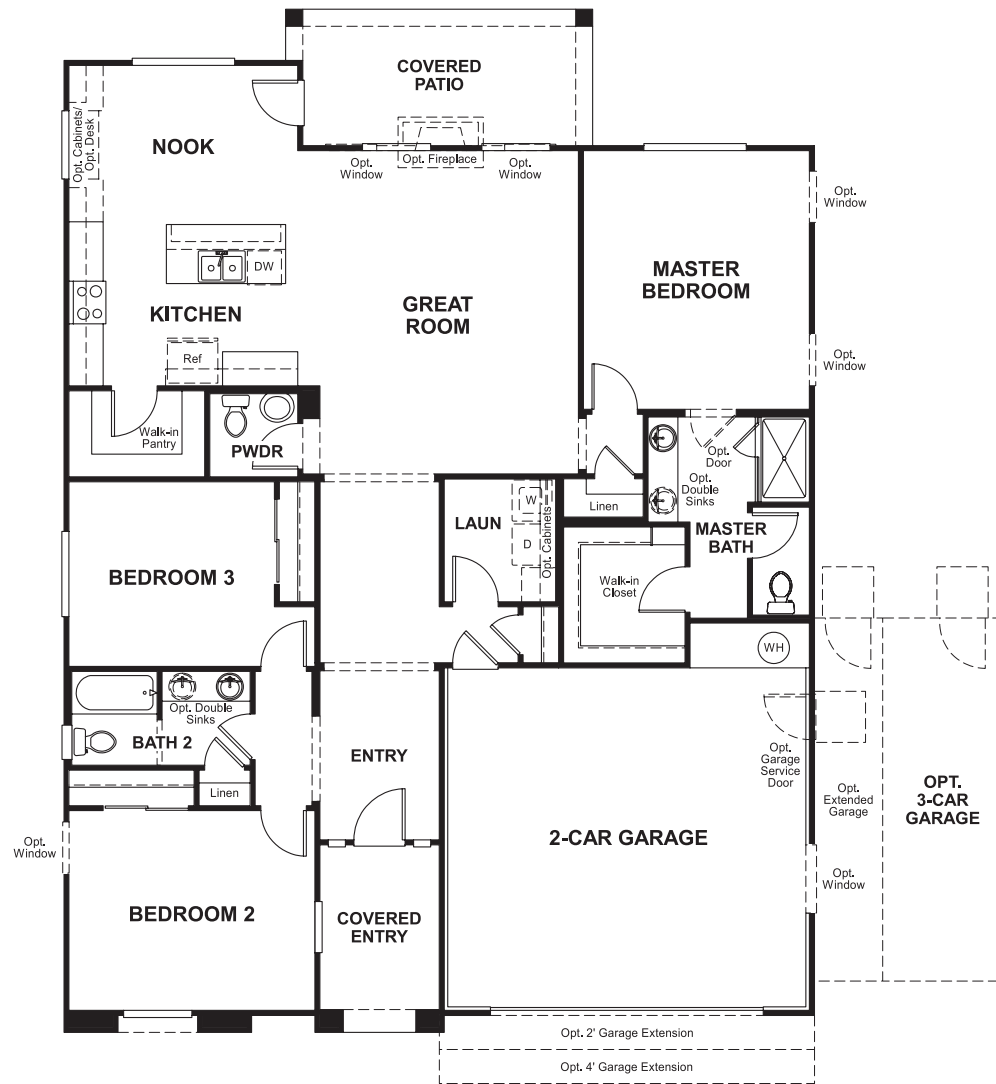 COVERED
PATIO
NOOK
Opt. Cabinets/
Opt. Desk
Opt.
Window
Opt. Fireplace
Opt.
Window
Opt.
Window
DW
MASTER
BEDROOM
KITCHEN
GREAT
ROOM
Ref
Opt.
Window
Walk-in
Pantry
PWDR
Opt.
Door
Opt.
Double
Sinks
Linen
W
LAUN
D
Opt. Cabinets
MASTER
BATH
BEDROOM 3
Walk-in
Closet
WH
Opt. Double
Sinks
BATH 2
Linen
ENTRY
Opt.
Garage
Service
Door
Opt.
Extended
Garage
OPT.
3-CAR
GARAGE
2-CAR GARAGE
Opt.
Window
Opt.
Window
BEDROOM 2
COVERED
ENTRY
Opt. 2' Garage Extension
Opt. 4' Garage Extension